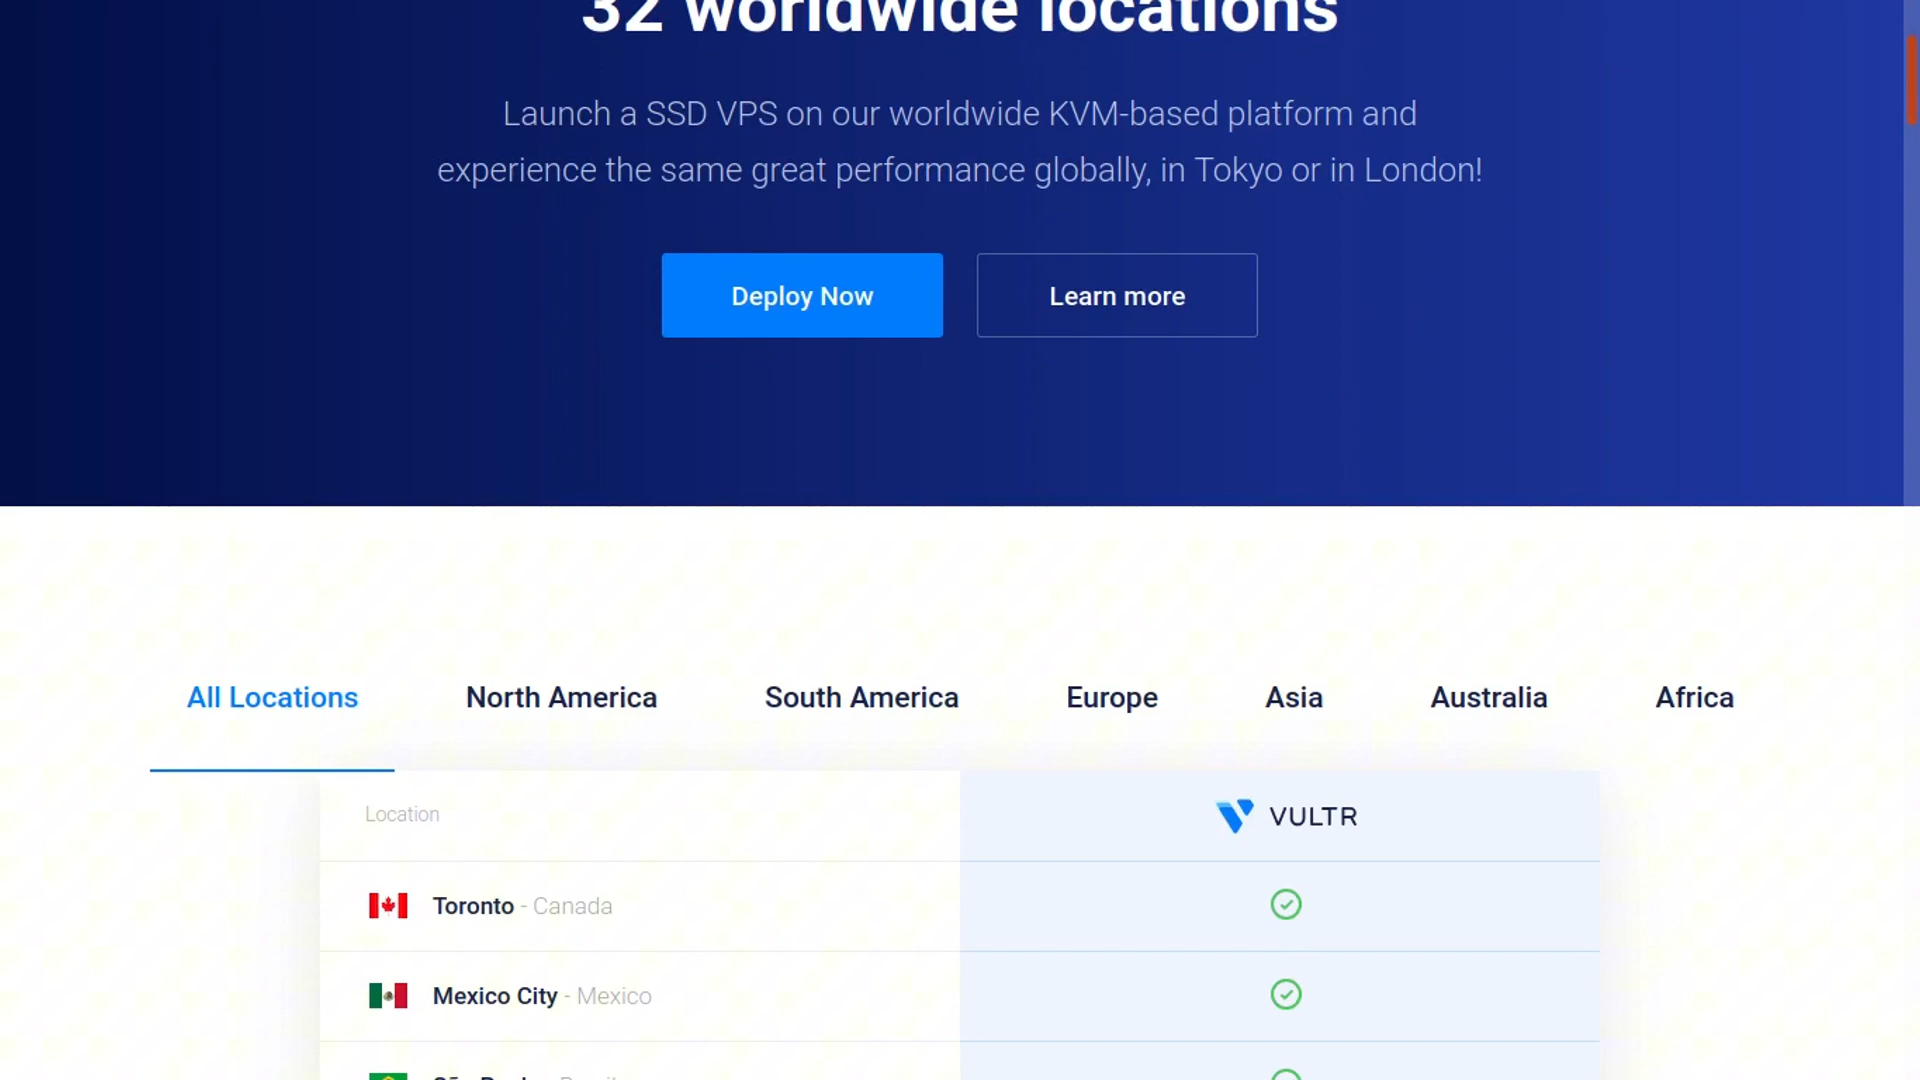 32 worldwide locations
Launch a SSD VPS on our worldwide KVM-based platform and
experience the same great performance globally, in Tokyo or in London!
Deploy Now
Learn more
All Locations
North America
South America
Europe
Asia
Australia
Africa
Location
VULTR
Toronto - Canada
Mexico City - Mexico